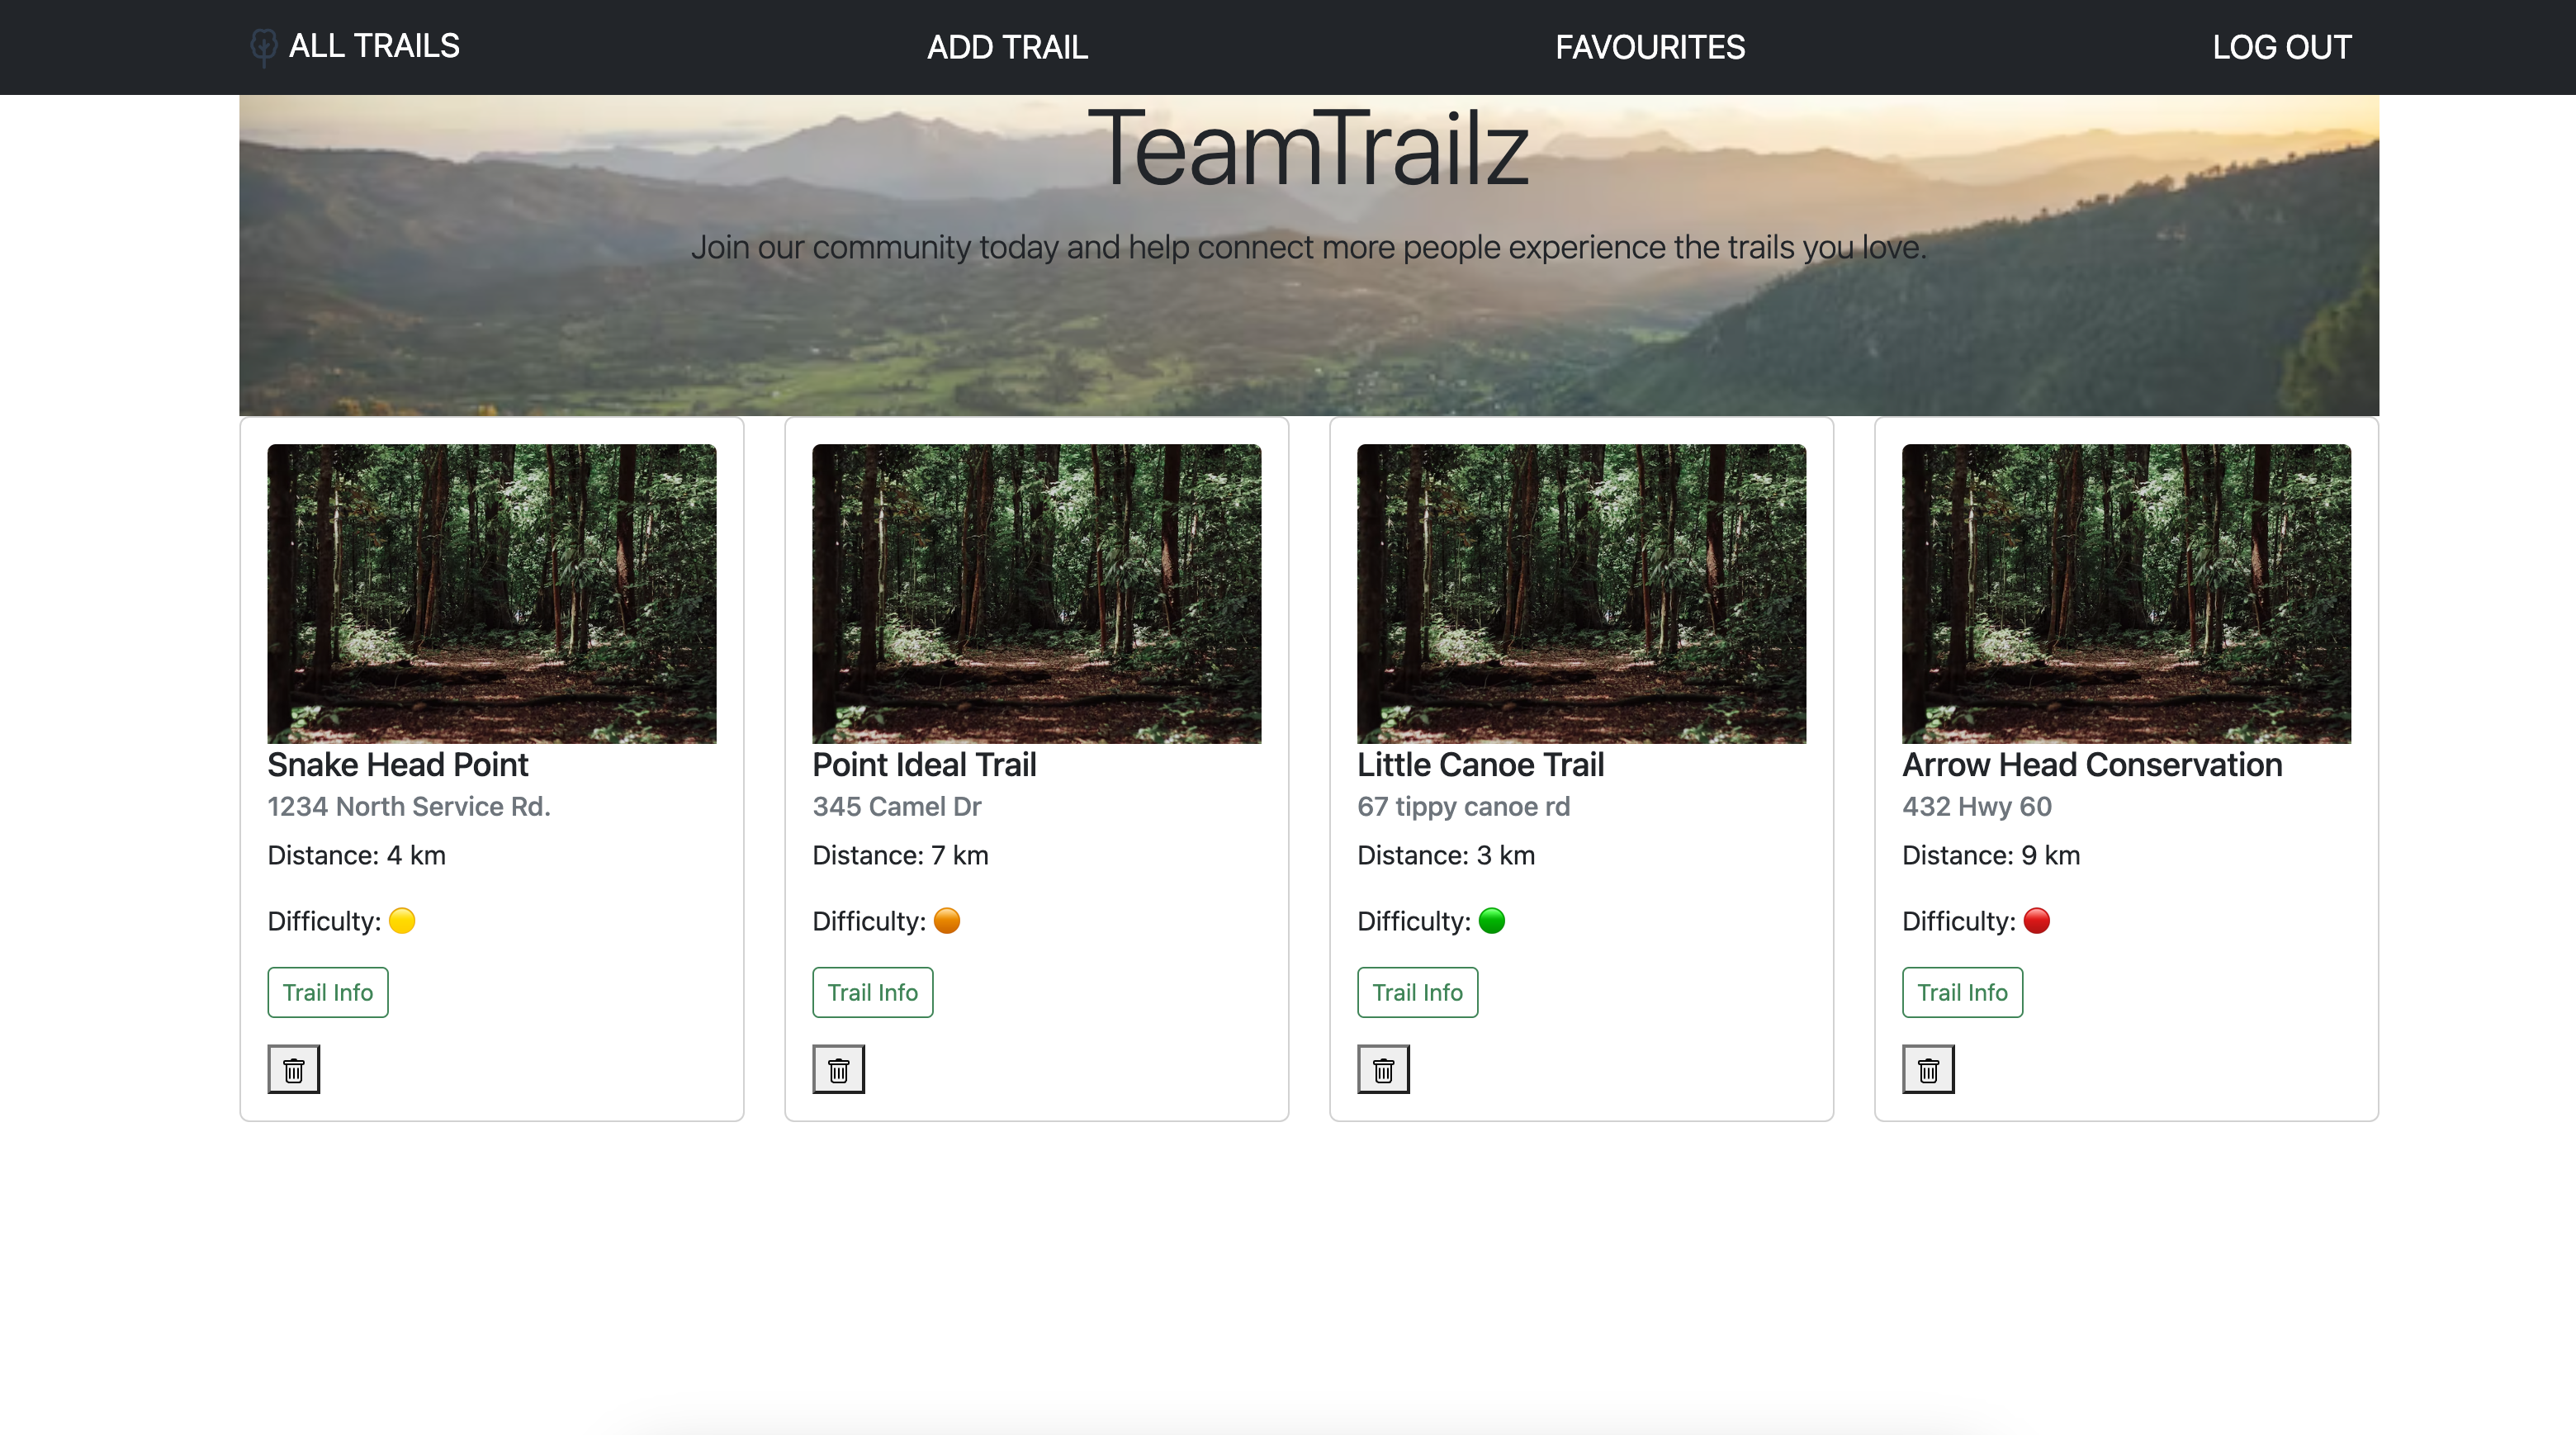 ALL TRAILS ADD TRAIL FAVOURITES LOG OUT
TeamTrailz
Join our community today and help connect more people experience the trails you love.
Snake Head Point
1234 North Service Rd.
Distance: 4 km
Difficulty:
Trail Info
Point Ideal Trail
345 Camel Dr
Distance: 7 km
Difficulty:
Trail Info
Little Canoe Trail
67 tippy canoe rd
Distance: 3 km
Difficulty:
Trail Info
Arrow Head Conservation
432 Hwy 60
Distance: 9 km
Difficulty:
Trail Info